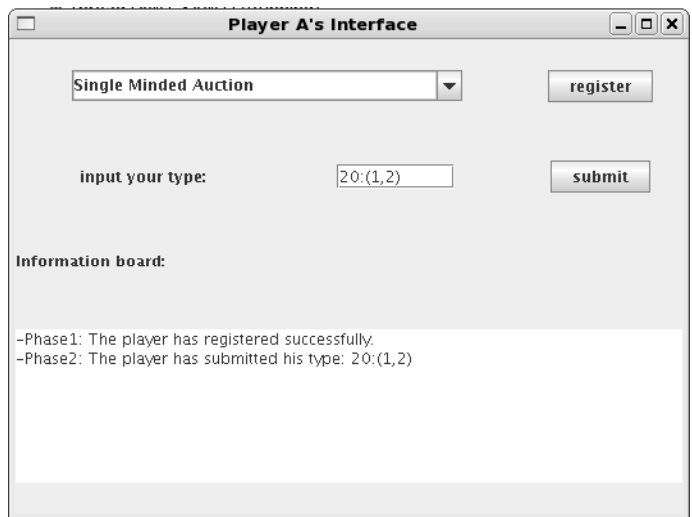 Player A's Interface
Single Minded Auction
register
input your type:
20:(1,2)
submit
Information board:
-Phase1: The player has registered successfully.
-Phase2: The player has submitted his type: 20:(1,2)